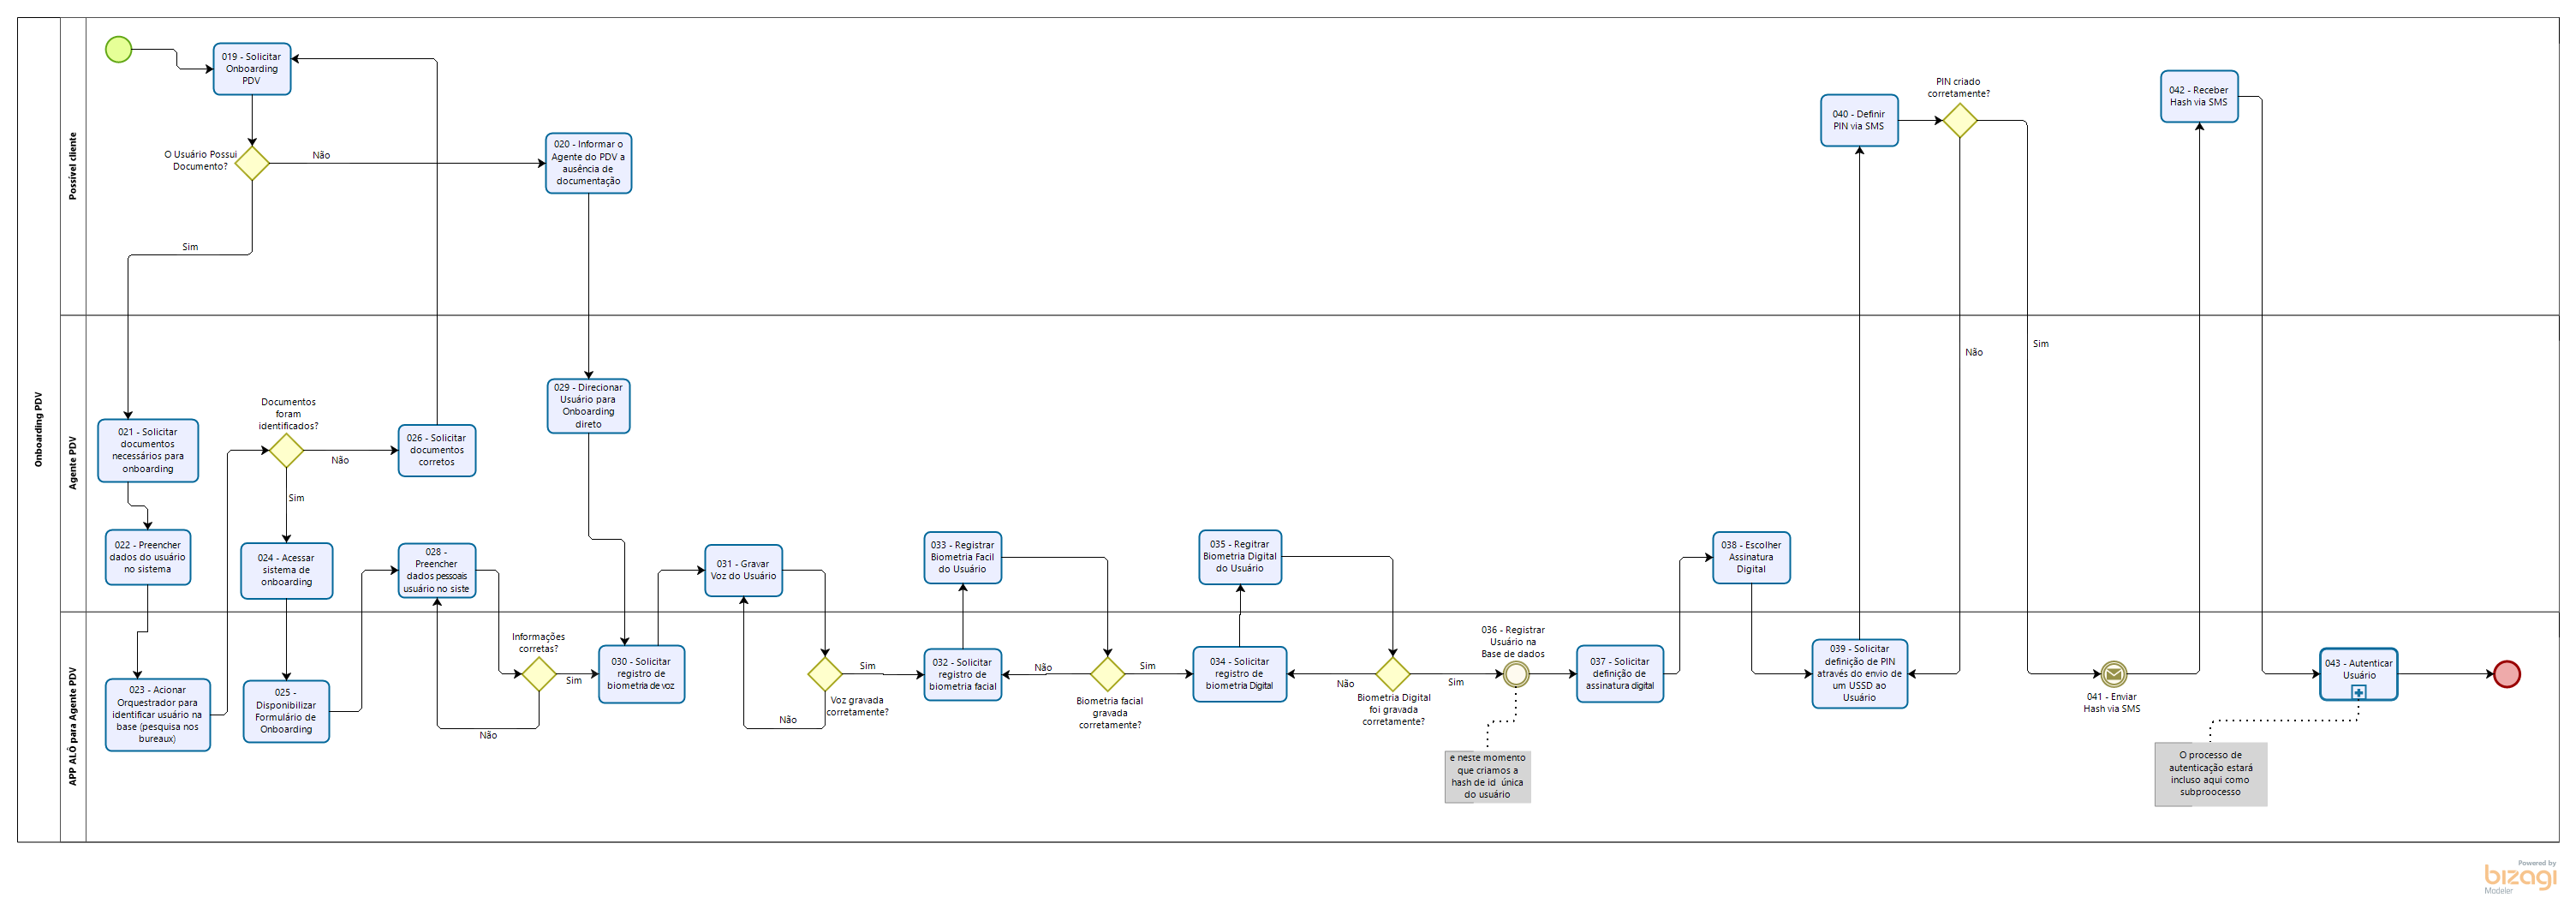 Onboarding PDV
Possível cliente
019 - Solicitar
Onboarding
PDV
O Usuário Possui
Documento?
Não
Sim
020 - Informar o
Agente do PDV a
ausência de
documentação
040 - Definir
PIN via SMS
PIN criado
corretamente?
Não
Sim
042 - Receber
Hash via SMS
Agente PDV
021 - Solicitar
documentos
necessários para
onboarding
022 - Preencher
dados do usuário
no sistema
Documentos
foram
identificados?
Não
Sim
026 - Solicitar
documentos
corretos
024 - Acessar
sistema de
onboarding
028 -
Preencher
dados pessoais
usuário no siste
029 - Direcionar
Usuário para
Onboarding
direto
031 - Gravar
Voz do Usuário
033 - Registrar
Biometria Facil
do Usuário
035 - Regitrar
Biometria Digital
do Usuário
038 - Escolher
Assinatura
Digital
APP ALÔ para Agente PDV
023 - Acionar
Orquestrador para
identificar usuário na
base (pesquisa nos
bureaux)
025 -
Disponibilizar
Formulário de
Onboarding
Informações
corretas?
Sim
Não
030 - Solicitar
registro de
biometria de voz
Voz gravada
corretamente?
Sim
Não
032 - Solicitar
registro de
biometria facial
Não
Sim
Biometria facial
gravada
corretamente?
034 - Solicitar
registro de
biometria Digital
Não
Sim
Biometria Digital
foi gravada
corretamente?
036 - Registrar
Usuário na
Base de dados
e neste momento
que criamos a
hash de id única
do usuário
037 - Solicitar
definição de
assinatura digital
039 - Solicitar
definição de PIN
através do envio de
um USSD ao
Usuário
041 - Enviar
Hash via SMS
043 - Autenticar
Usuário
O processo de
autenticação estará
incluso aqui como
subproocesso
Powered by
bizagi
Modeler